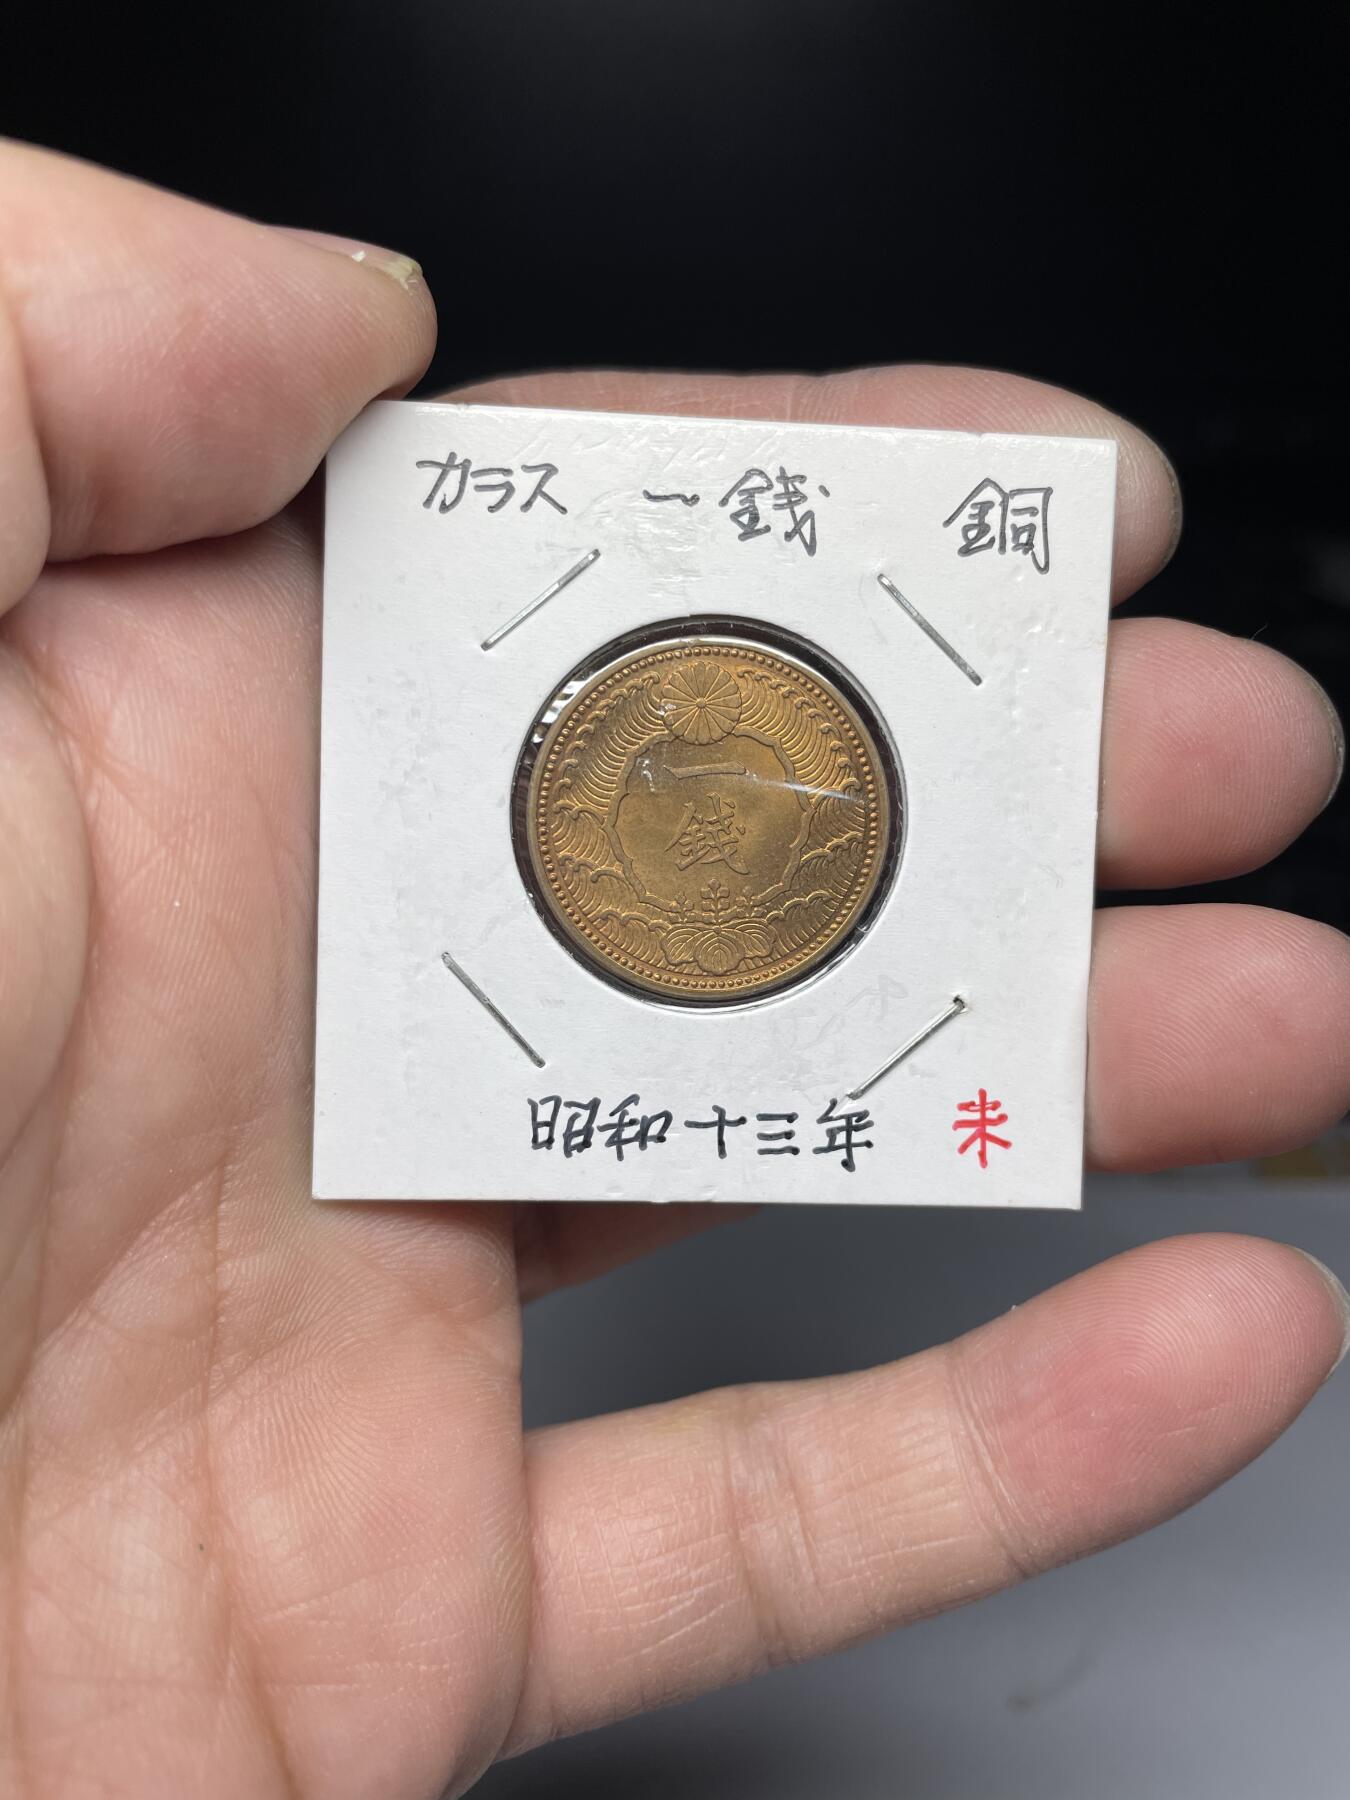 カラス 一銭 銅
一
銭
昭和十三年 未